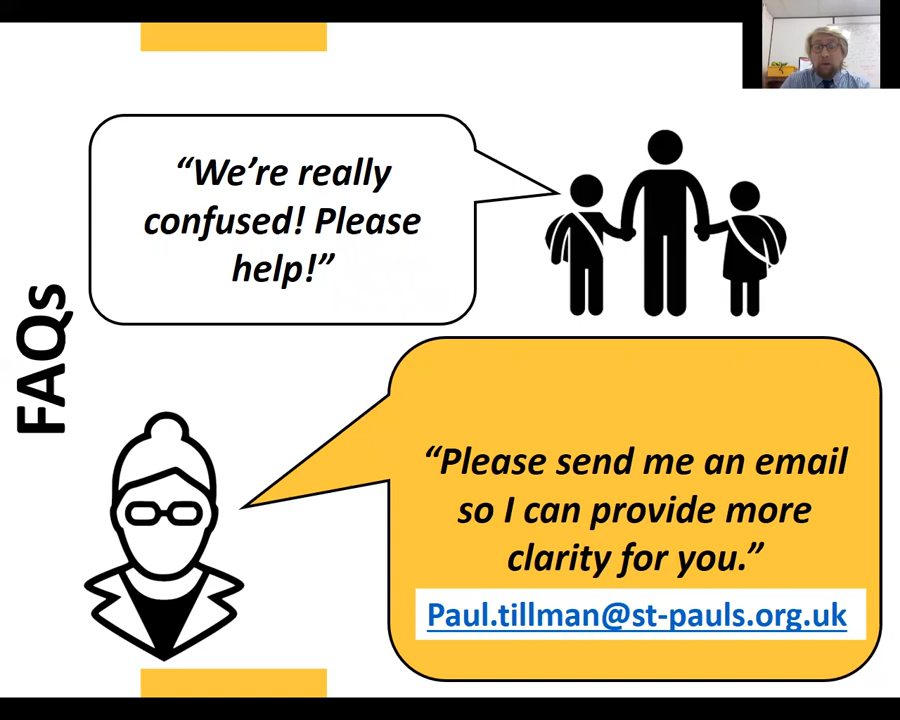 “We’re really
confused! Please
help!”
FAQs
“Please send me an email
so I can provide more
clarity for you.”
Paul.tillman@st-pauls.org.uk